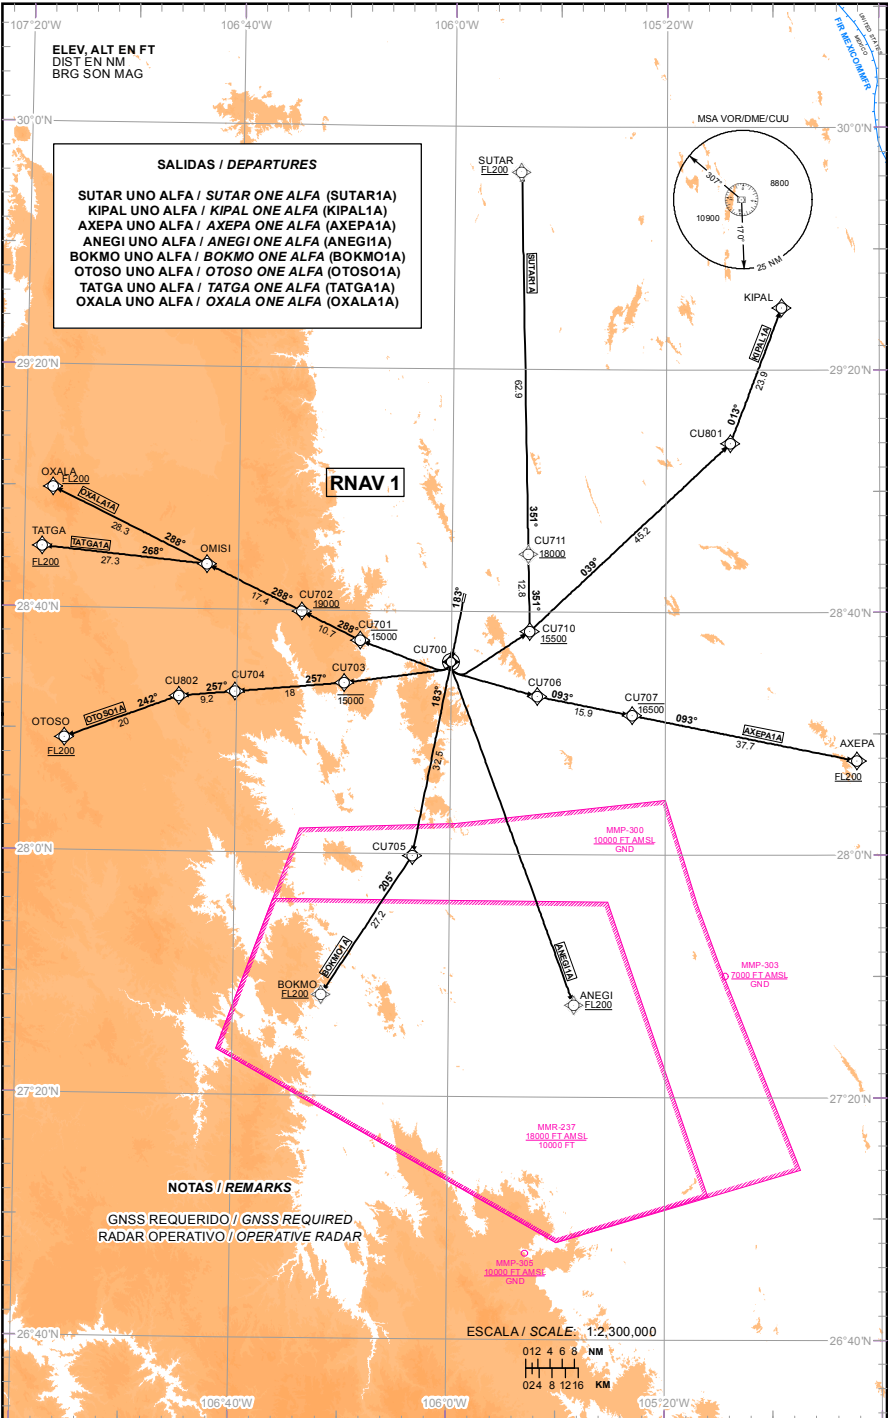 107°20'W
106°40'W
106°0'W
105°20'W
UNITED STATES
MEXICO
FIR MEXICO/MMFR
ELEV, ALT EN FT
DIST EN NM
BRG SON MAG
30°0'N
30°0'N
MSA VOR/DME/CUU
307°
8800
10900
17.0°
25 NM
SALIDAS / DEPARTURES
SUTAR UNO ALFA / SUTAR ONE ALFA (SUTAR1A)
KIPAL UNO ALFA / KIPAL ONE ALFA (KIPAL1A)
AXEPA UNO ALFA / AXEPA ONE ALFA (AXEPA1A)
ANEGI UNO ALFA / ANEGI ONE ALFA (ANEGI1A)
BOKMO UNO ALFA / BOKMO ONE ALFA (BOKMO1A)
OTOSO UNO ALFA / OTOSO ONE ALFA (OTOSO1A)
TATGA UNO ALFA / TATGA ONE ALFA (TATGA1A)
OXALA UNO ALFA / OXALA ONE ALFA (OXALA1A)
SUTAR
FL200
SUTAR1A
62.9
351°
KIPAL
KIPAL1A
23.9
013°
29°20'N
29°20'N
CU801
RNAV 1
OXALA
FL200
OXALA1A
28.3
288°
TATGA
FL200
TATGA1A
268°
27.3
OMISI
288°
17.4
CU702
19000
288°
10.7
CU701
15000
CU711
18000
12.8
351°
039°
45.2
28°40'N
28°40'N
183°
CU710
15500
CU700
CU703
15000
257°
18
CU704
257°
9.2
CU802
242°
20
OTOSO1A
OTOSO
FL200
183°
32.5
CU706
093°
15.9
CU707
16500
093°
AXEPA1A
37.7
AXEPA
FL200
MMP-300
10000 FT AMSL
GND
28°0'N
28°0'N
CU705
205°
27.2
BOKMO1A
BOKMO
FL200
ANEGI1A
ANEGI
FL200
MMP-303
7000 FT AMSL
GND
27°20'N
27°20'N
MMR-237
18000 FT AMSL
10000 FT
NOTAS / REMARKS
GNSS REQUERIDO / GNSS REQUIRED
RADAR OPERATIVO / OPERATIVE RADAR
MMP-305
10000 FT AMSL
GND
26°40'N
26°40'N
ESCALA / SCALE: 1:2,300,000
012 4 6 8 NM
024 8 1216 KM
106°40'W
106°0'W
105°20'W